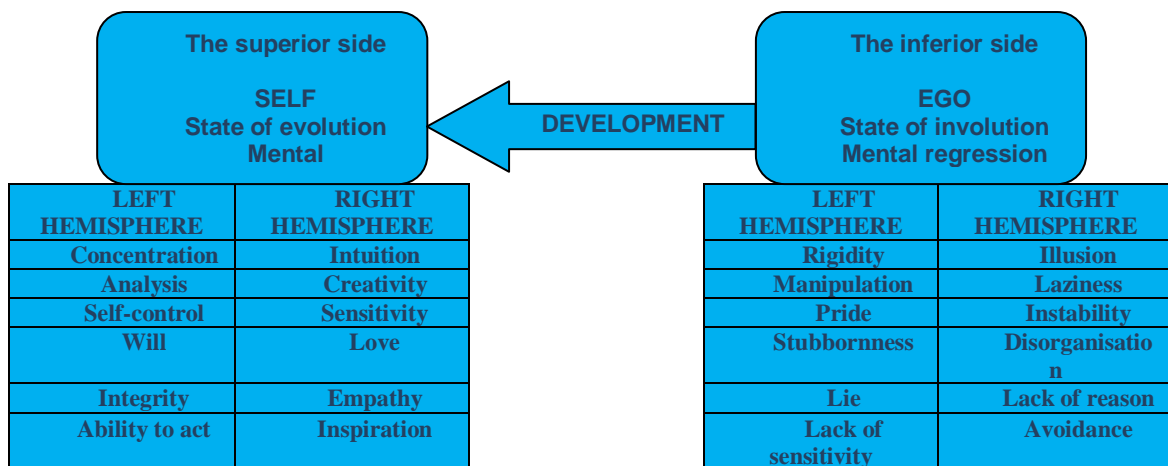 The superior side
SELF
State of evolution
Mental
DEVELOPMENT
The inferior side
EGO
State of involution
Mental regression
LEFT
HEMISPHERE
RIGHT
HEMISPHERE
Concentration
Intuition
Analysis
Creativity
Self-control
Sensitivity
Will
Love
Integrity
Empathy
Ability to act
Inspiration
LEFT
HEMISPHERE
RIGHT
HEMISPHERE
Rigidity
Illusion
Manipulation
Laziness
Pride
Instability
Stubbornness
Disorganisatio
n
Lie
Lack of reason
Lack of
sensitivity
Avoidance